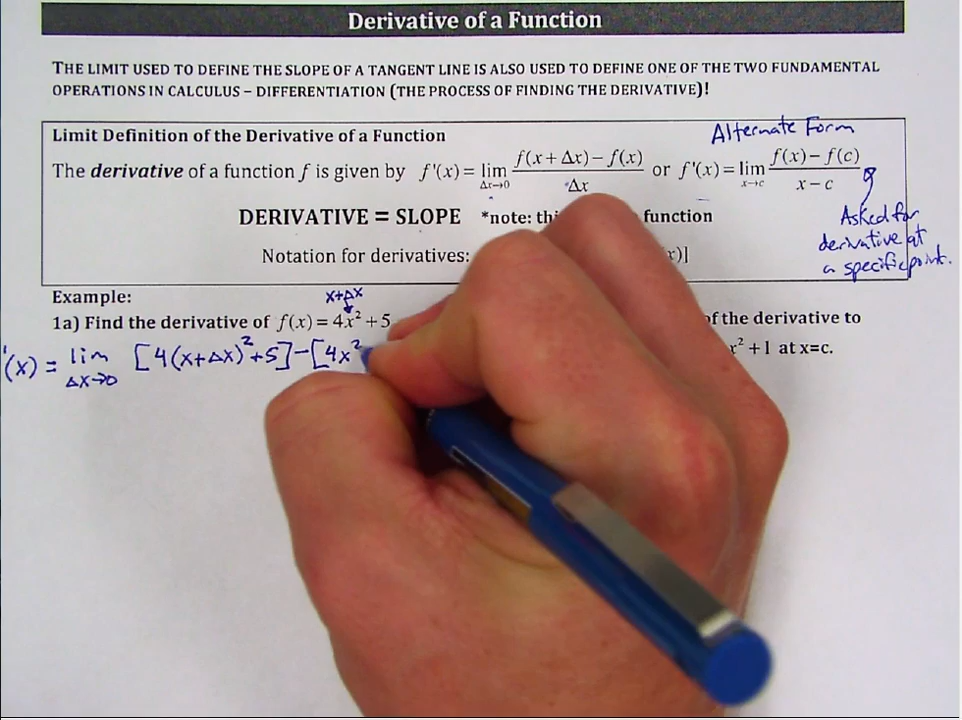 Derivative of a Function
THE LIMIT USED TO DEFINE THE SLOPE OF A TANGENT LINE IS ALSO USED TO DEFINE ONE OF THE TWO FUNDAMENTAL
OPERATIONS IN CALCULUS – DIFFERENTIATION (THE PROCESS OF FINDING THE DERIVATIVE)!
Limit Definition of the Derivative of a Function
Alternate Form
The derivative of a function f is given by f'(x) = lim Δx→0 (f(x + Δx) − f(x)) / Δx or f'(x) = lim x→c (f(x) − f(c)) / (x − c)
DERIVATIVE = SLOPE *note: function
Asked for
derivative at
a specific point.
Notation for derivatives: x)]
Example:
x+Δx
1a) Find the derivative of f(x) = 4x² + 5 of the derivative to
x² + 1 at x=c.
'(x) = lim Δx→0 [4(x+Δx)²+5]−[4x²